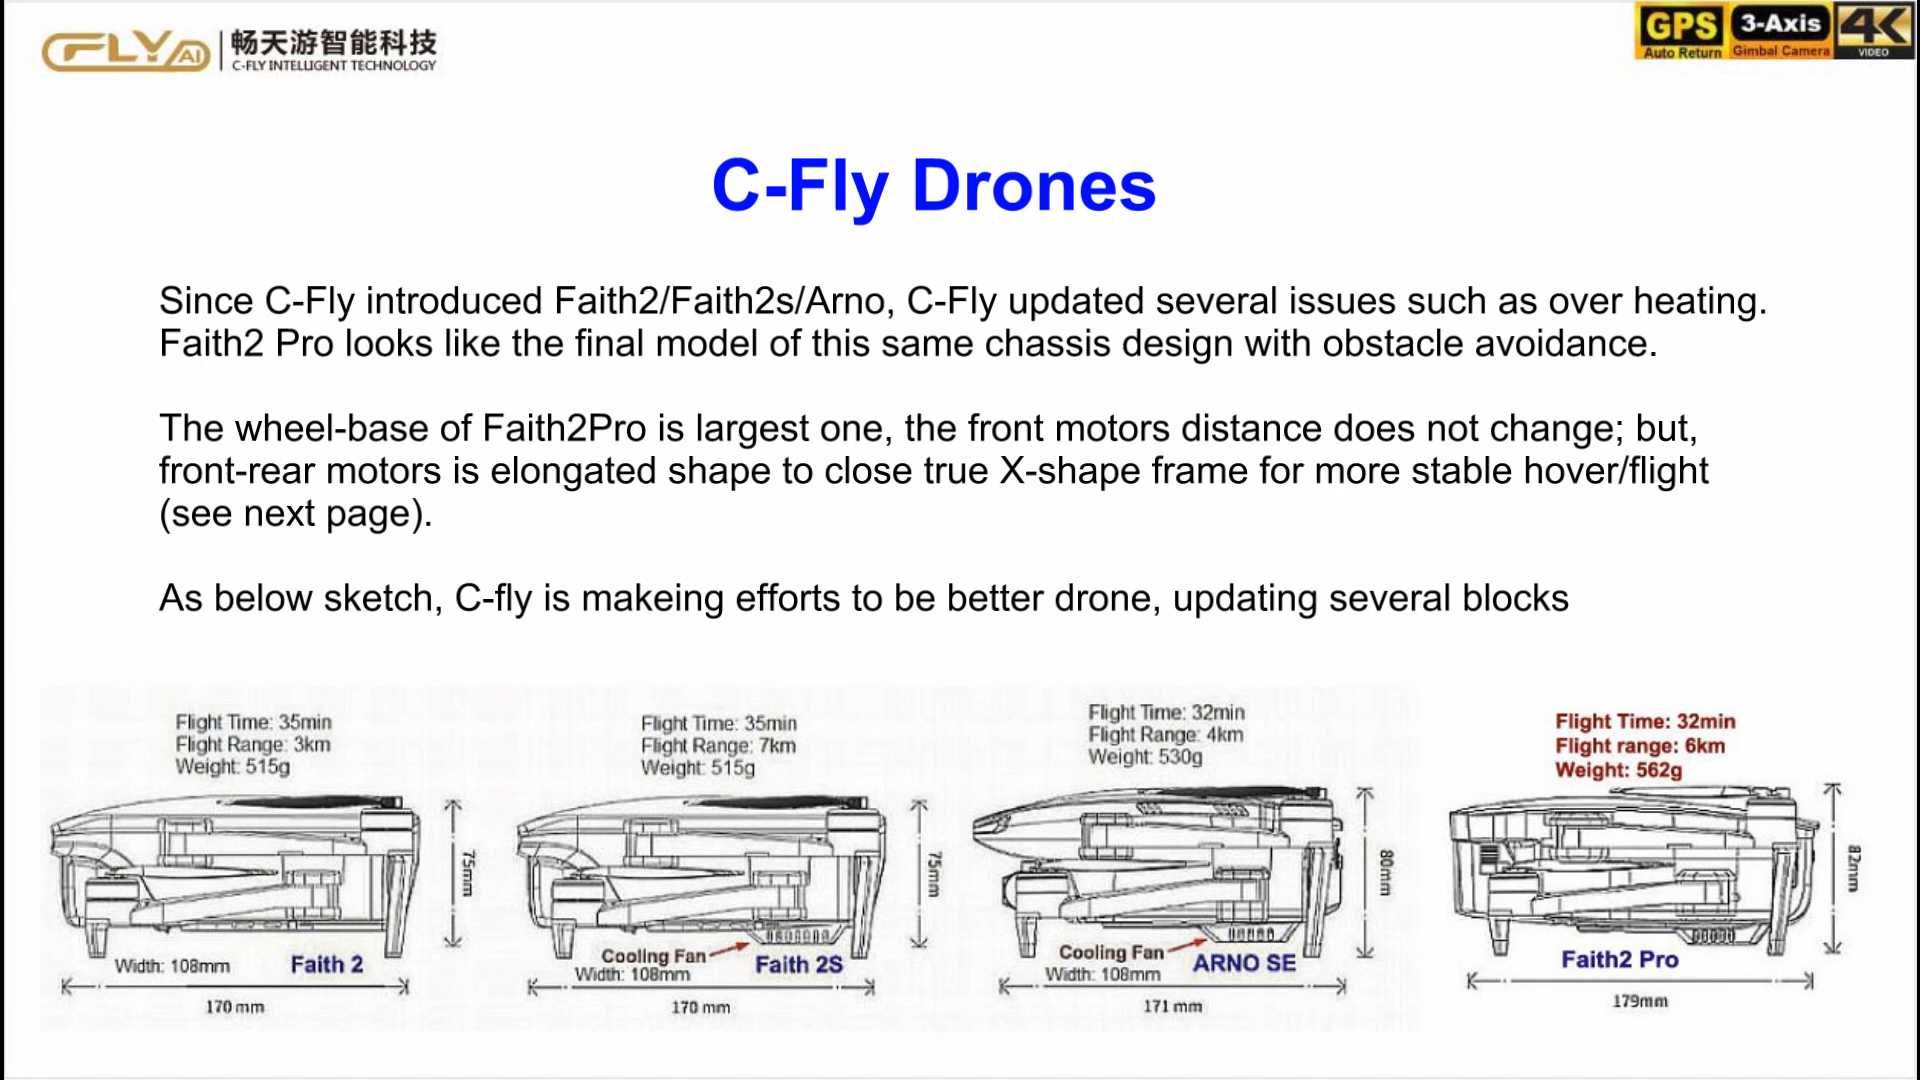 CFLY AI
畅天游智能科技
C-FLY INTELLIGENT TECHNOLOGY
GPS
Auto Return
3-Axis
Gimbal Camera
4K
VIDEO
C-Fly Drones
Since C-Fly introduced Faith2/Faith2s/Arno, C-Fly updated several issues such as over heating.
Faith2 Pro looks like the final model of this same chassis design with obstacle avoidance.
The wheel-base of Faith2Pro is largest one, the front motors distance does not change; but,
front-rear motors is elongated shape to close true X-shape frame for more stable hover/flight
(see next page).
As below sketch, C-fly is makeing efforts to be better drone, updating several blocks
Flight Time: 35min
Flight Range: 3km
Weight: 515g
75mm
Width: 108mm
Faith 2
170 mm
Flight Time: 35min
Flight Range: 7km
Weight: 515g
75mm
Cooling Fan
Width: 108mm
Faith 2S
170 mm
Flight Time: 32min
Flight Range: 4km
Weight: 530g
80mm
Cooling Fan
Width: 108mm
ARNO SE
171 mm
Flight Time: 32min
Flight range: 6km
Weight: 562g
82mm
Faith2 Pro
179mm